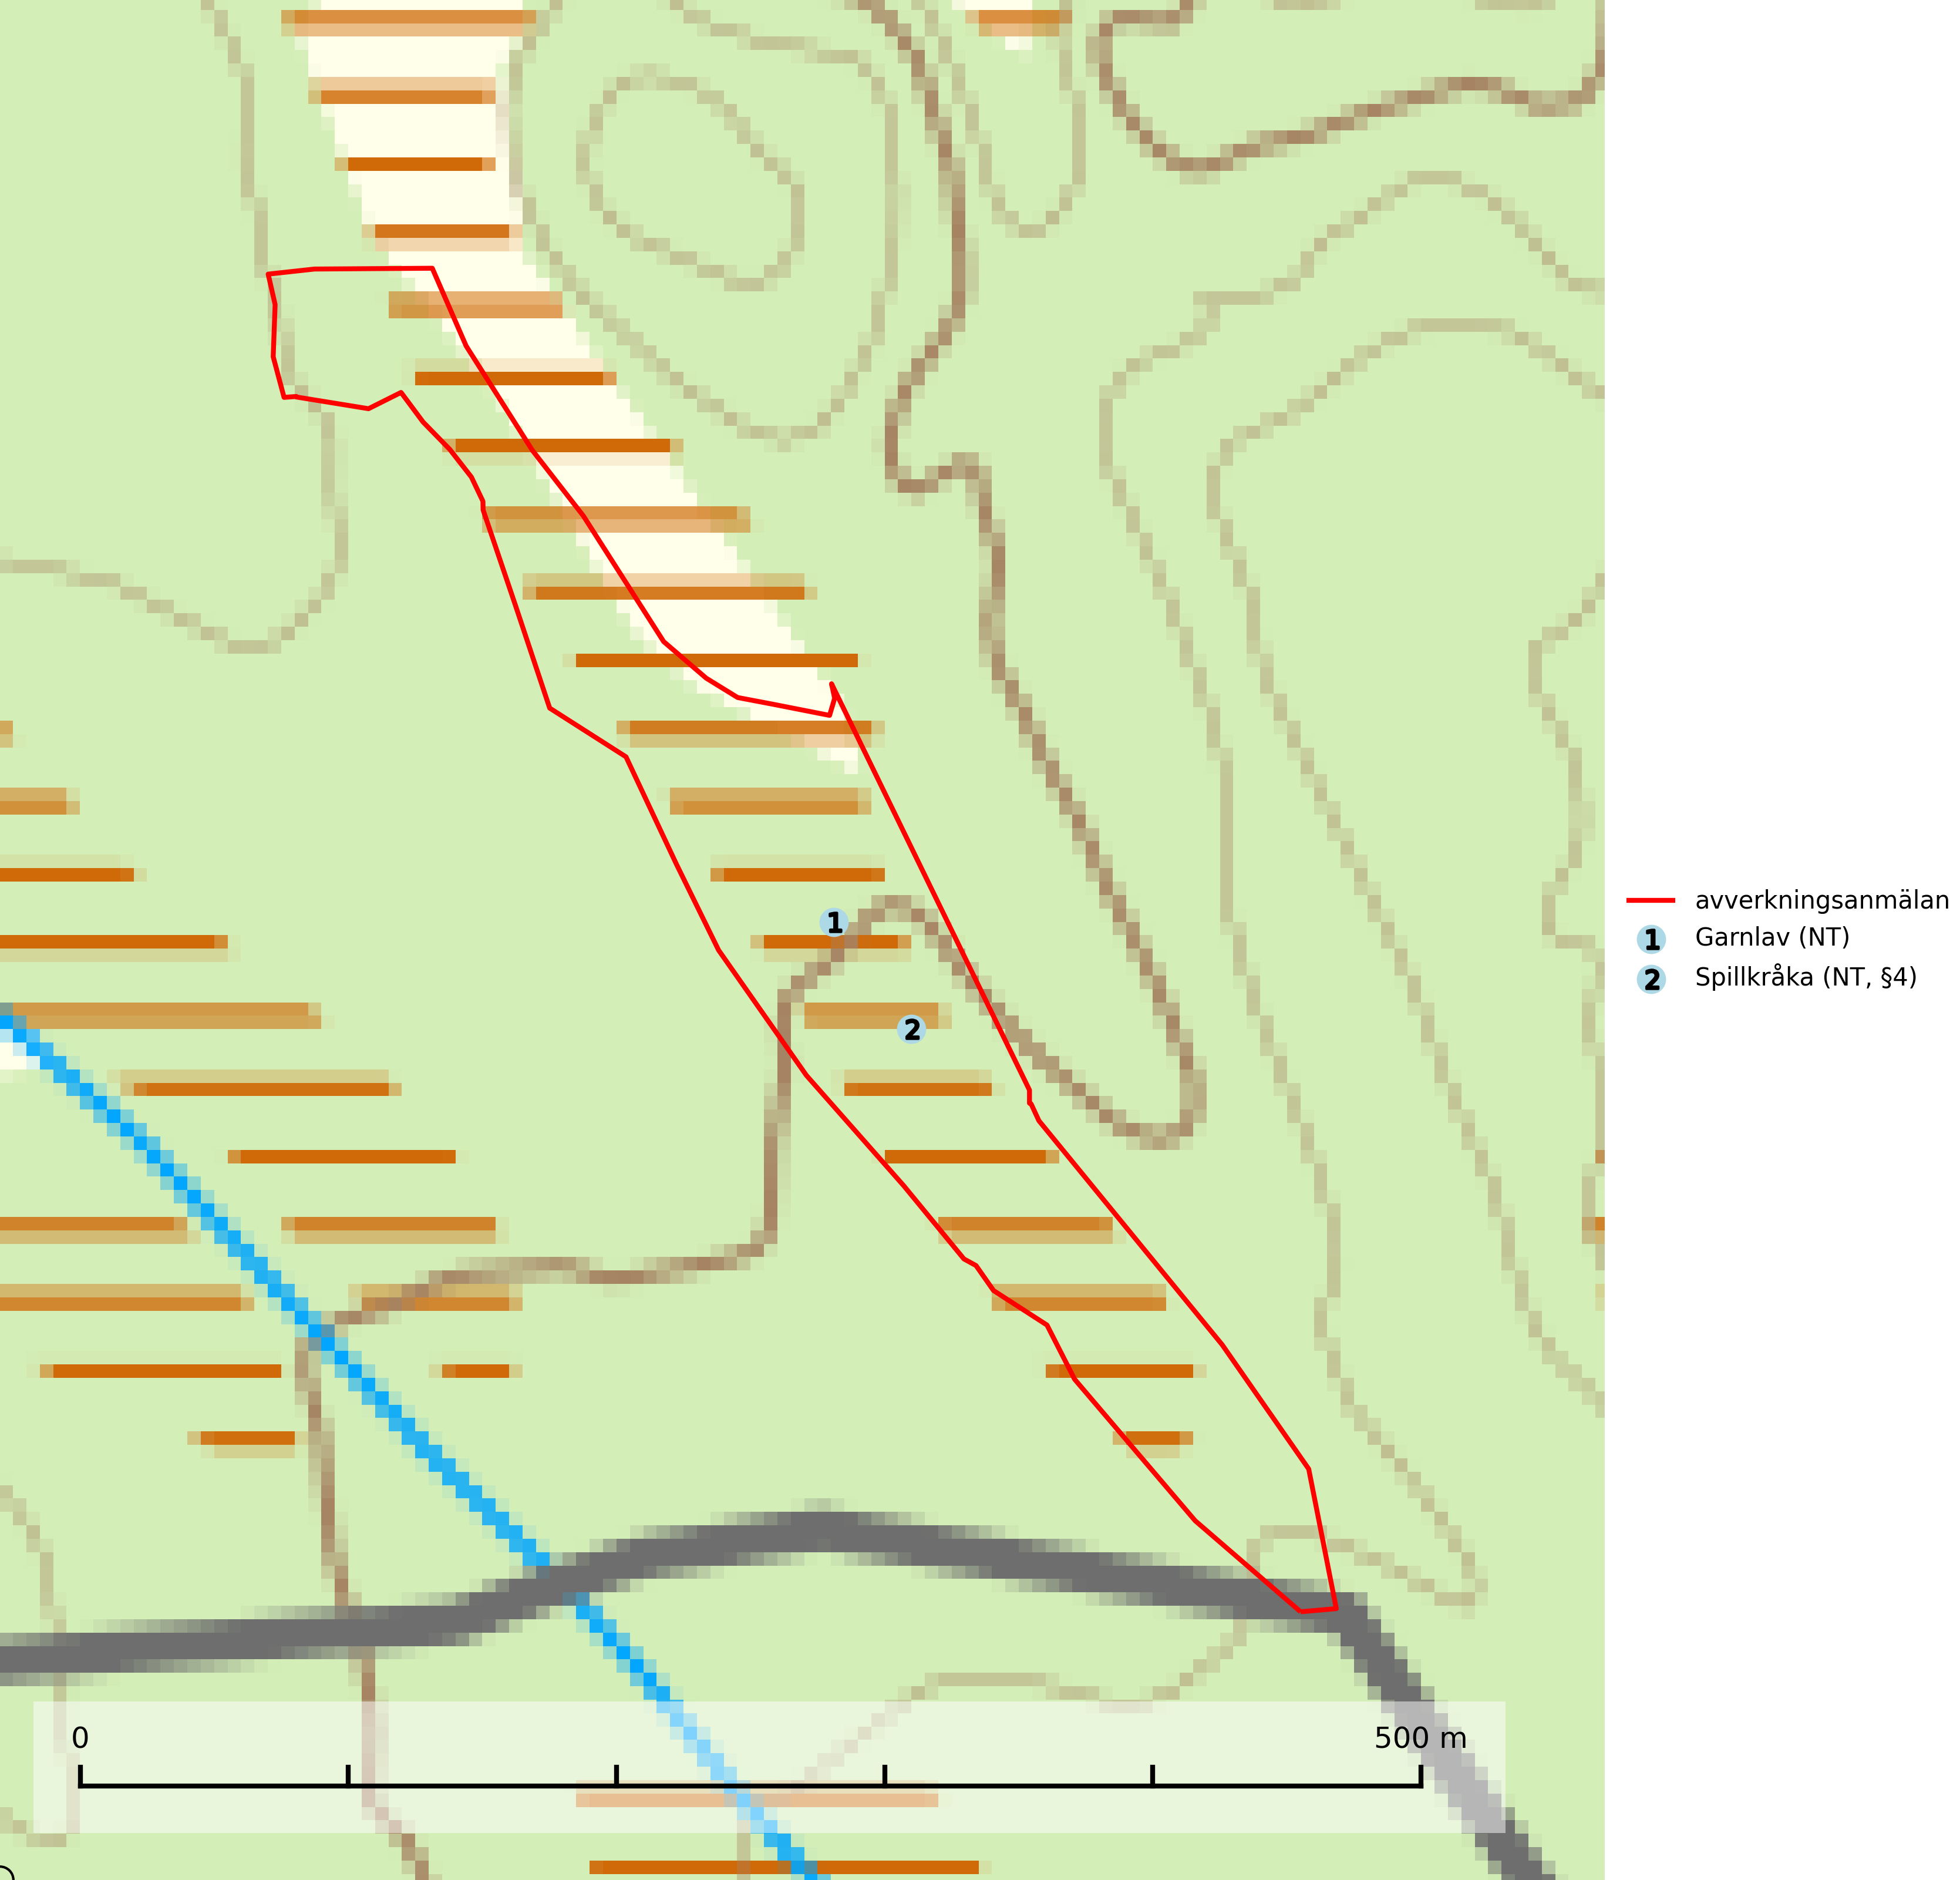 1
2
avverkningsanmälan
1 Garnlav (NT)
2 Spillkråka (NT, §4)
0 500 m